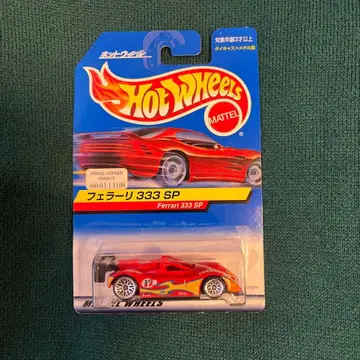 ホットウィール
対象年齢3才以上
ダイキャストメタル製
HOT WHEELS
MATTEL
フェラーリ 333 SP
Ferrari 333 SP
12
WHEELS